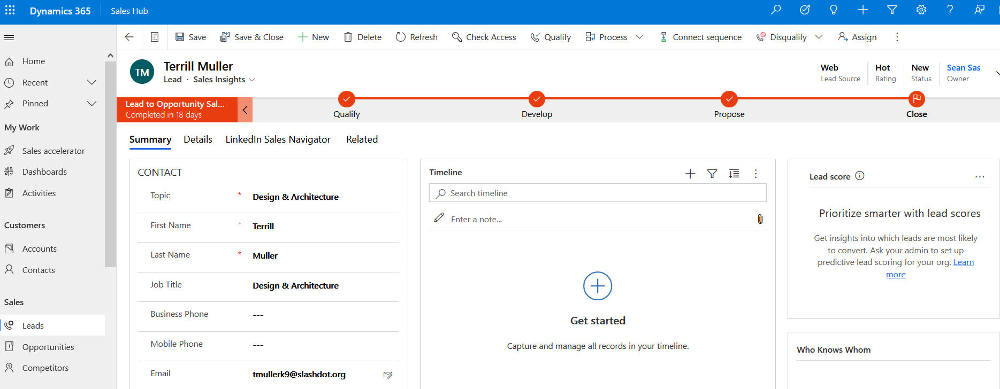 Dynamics 365
Sales Hub
Save
Save & Close
New
Delete
Refresh
Check Access
Qualify
Process
Connect sequence
Disqualify
Assign
Home
Recent
Pinned
My Work
Sales accelerator
Dashboards
Activities
Customers
Accounts
Contacts
Sales
Leads
Opportunities
Competitors
TM
Terrill Muller
Lead · Sales Insights
Web
Lead Source
Hot
Rating
New
Status
Sean Sas
Owner
Lead to Opportunity Sal...
Completed in 18 days
Qualify
Develop
Propose
Close
Summary
Details
LinkedIn Sales Navigator
Related
CONTACT
Topic * Design & Architecture
First Name + Terrill
Last Name * Muller
Job Title Design & Architecture
Business Phone ---
Mobile Phone ---
Email tmullerk9@slashdot.org
Timeline
Search timeline
Enter a note...
Get started
Capture and manage all records in your timeline.
Lead score
Prioritize smarter with lead scores
Get insights into which leads are most likely
to convert. Ask your admin to set up
predictive lead scoring for your org. Learn
more
Who Knows Whom